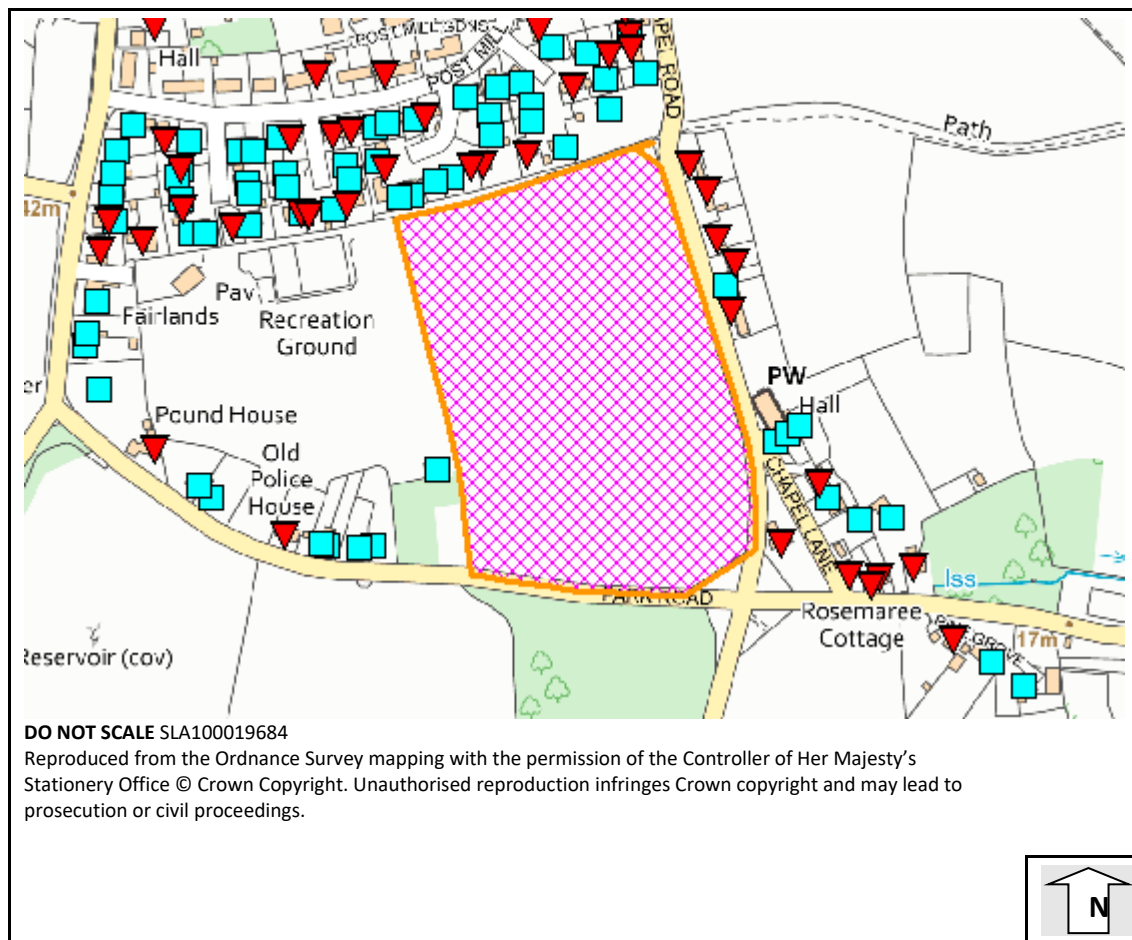 POST MILL GDNS
Hall
POST MILL
PEL ROAD
Path
42m
Pav
Fairlands
Recreation
Ground
PW
Hall
er
Pound House
Old
Police
House
CHAPEL LANE
Iss
PARK ROAD
Rosemaree
Cottage
GROVE
17m
Reservoir (cov)
DO NOT SCALE SLA100019684
Reproduced from the Ordnance Survey mapping with the permission of the Controller of Her Majesty's
Stationery Office © Crown Copyright. Unauthorised reproduction infringes Crown copyright and may lead to
prosecution or civil proceedings.
N